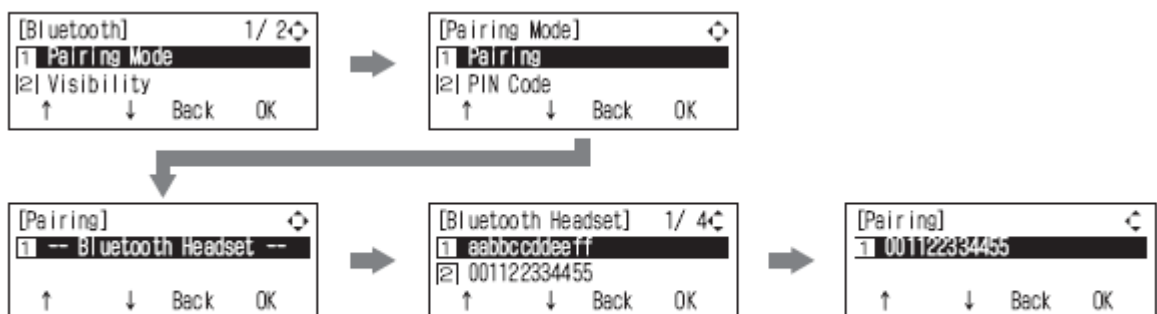 [Bluetooth] 1/ 2
1 Pairing Mode
2 Visibility
↑ ↓ Back OK
[Pairing Mode]
1 Pairing
2 PIN Code
↑ ↓ Back OK
[Pairing]
1 -- Bluetooth Headset --
↑ ↓ Back OK
[Bluetooth Headset] 1/ 4
1 aabbccddeeff
2 001122334455
↑ ↓ Back OK
[Pairing]
1 001122334455
↑ ↓ Back OK